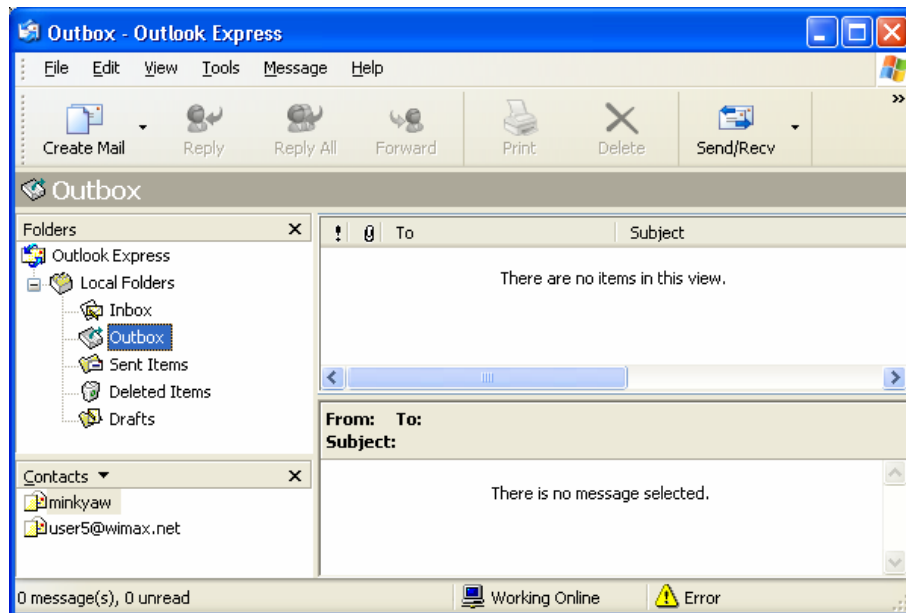 Outbox - Outlook Express
File Edit View Tools Message Help
Create Mail Reply Reply All Forward Print Delete Send/Recv »
Outbox
Folders
Outlook Express
Local Folders
Inbox
Outbox
Sent Items
Deleted Items
Drafts
Contacts
minkyaw
user5@wimax.net
! To Subject
There are no items in this view.
From: To:
Subject:
There is no message selected.
0 message(s), 0 unread Working Online Error